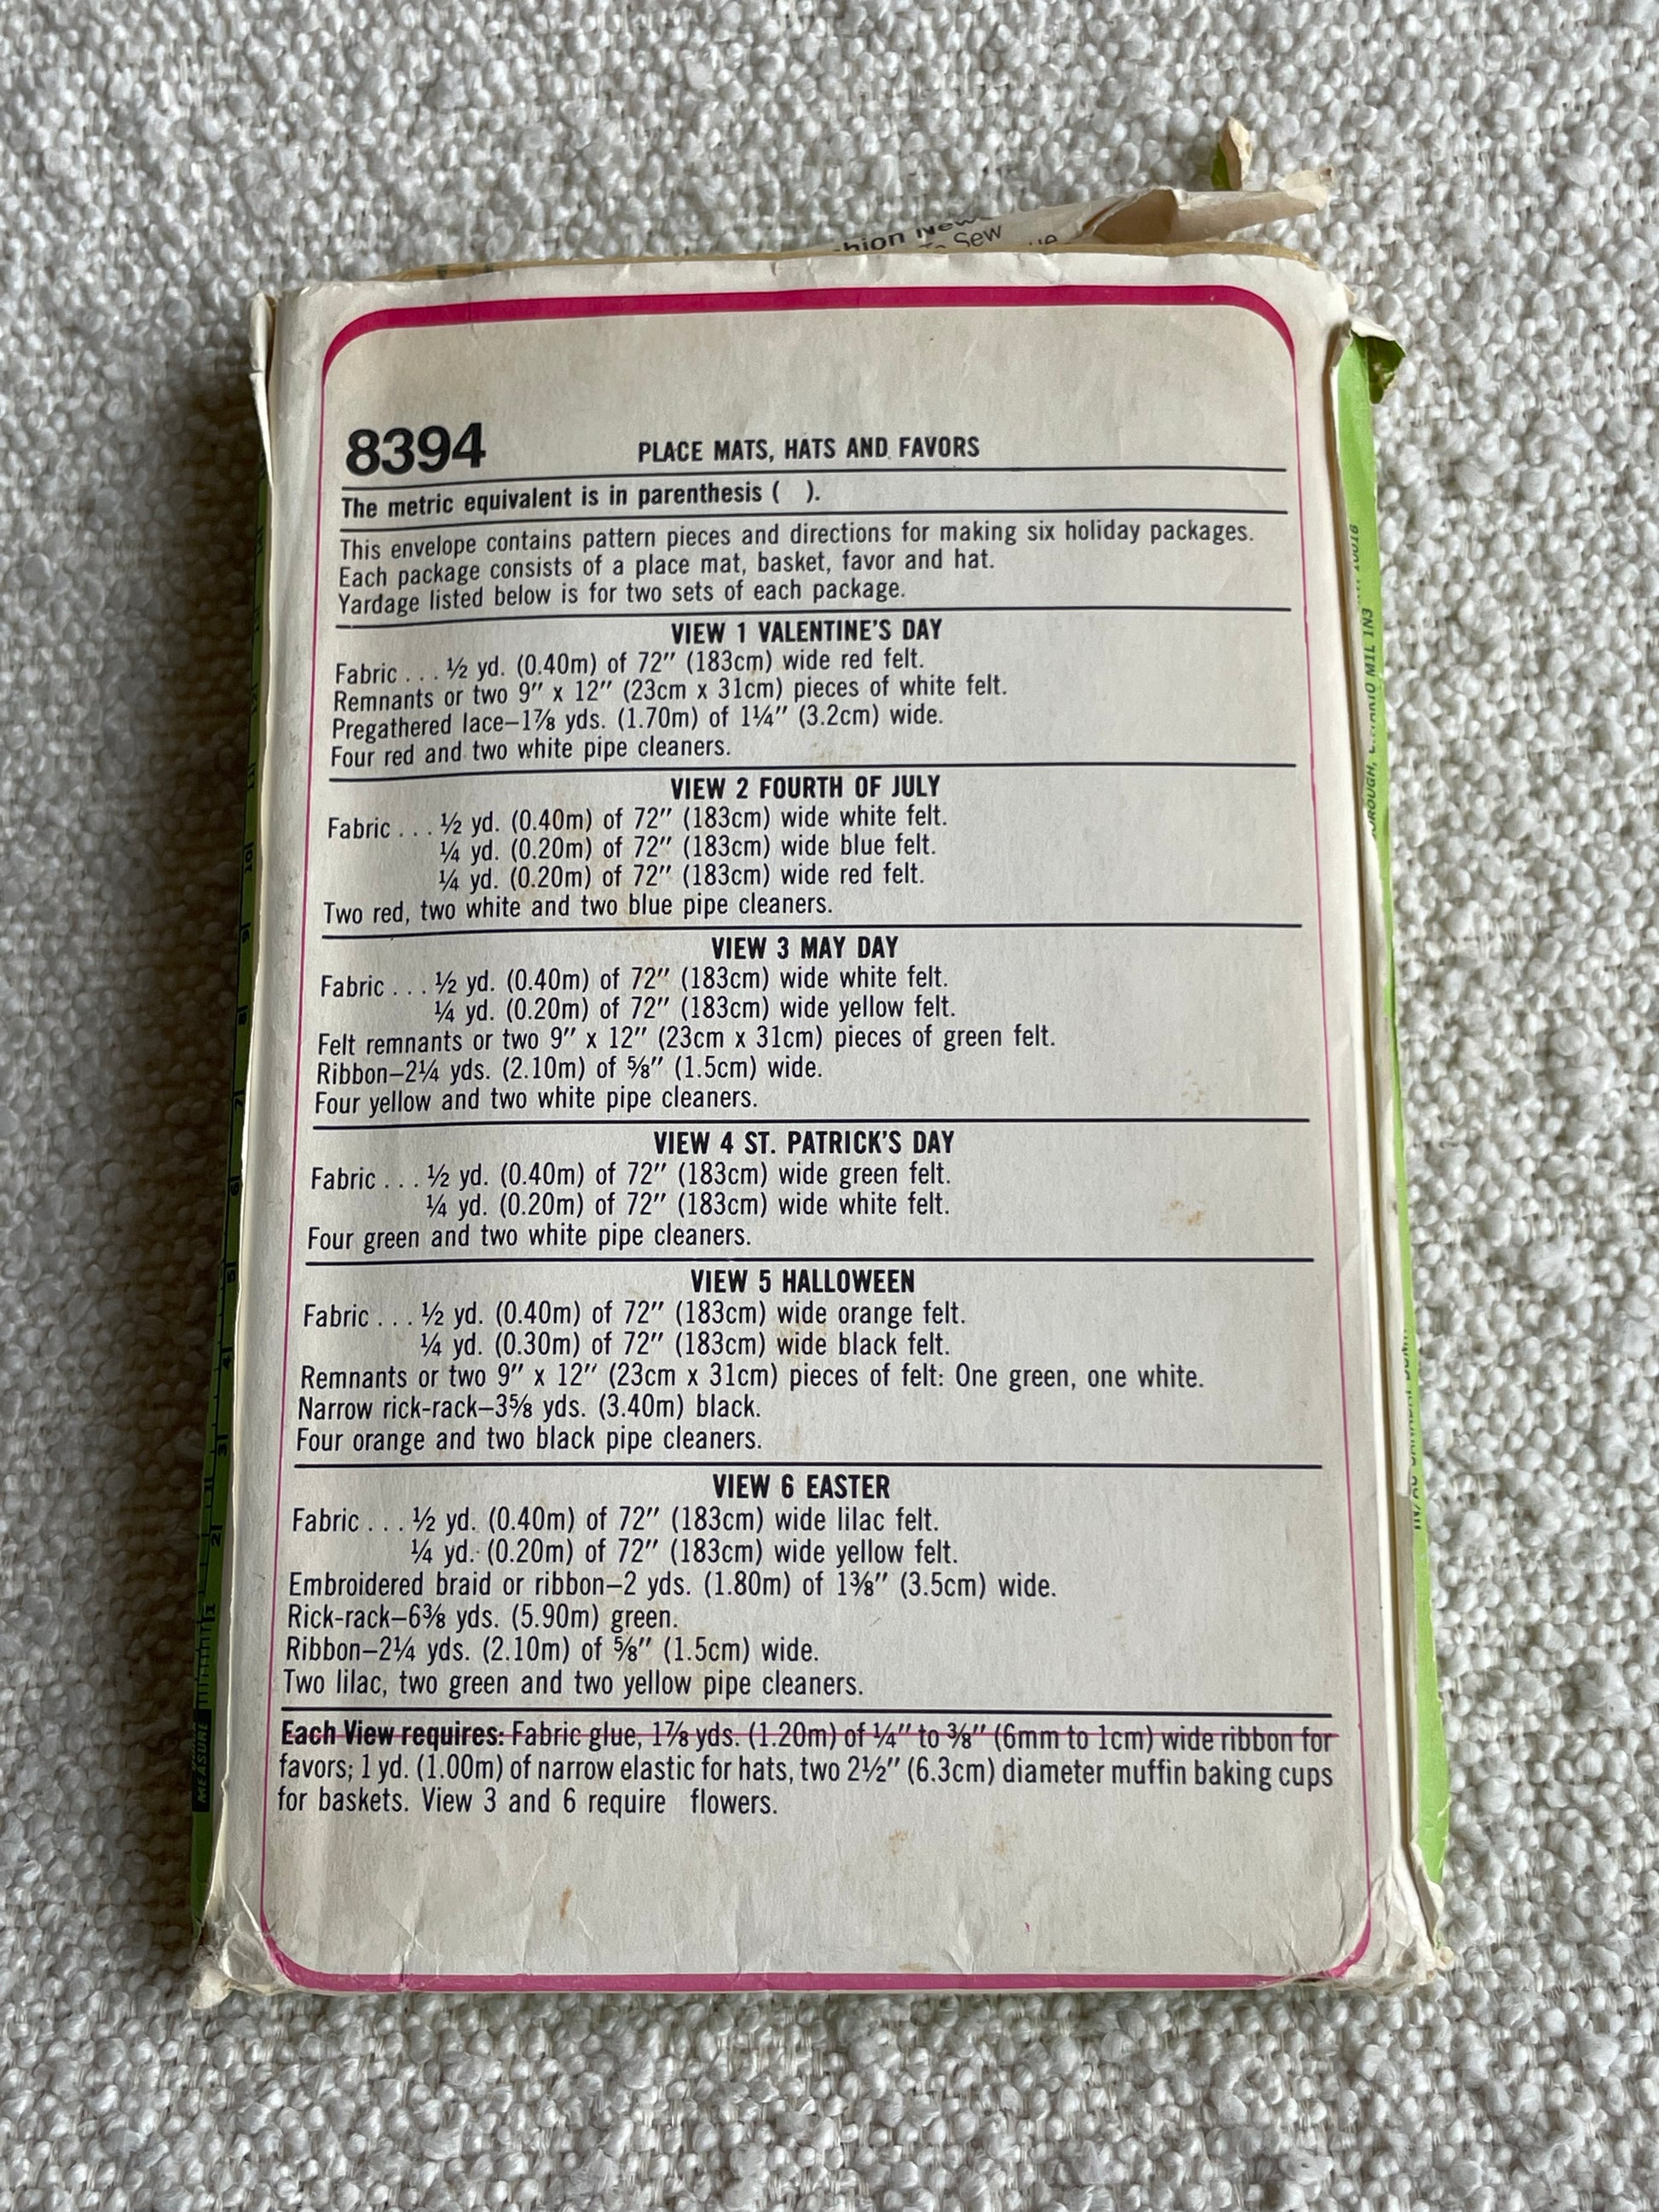 hion New
To Sew
8394 PLACE MATS, HATS AND FAVORS
The metric equivalent is in parenthesis (   ).
This envelope contains pattern pieces and directions for making six holiday packages.
Each package consists of a place mat, basket, favor and hat.
Yardage listed below is for two sets of each package.
VIEW 1 VALENTINE'S DAY
Fabric . . . ½ yd. (0.40m) of 72″ (183cm) wide red felt.
Remnants or two 9″ x 12″ (23cm x 31cm) pieces of white felt.
Pregathered lace–1⅞ yds. (1.70m) of 1¼″ (3.2cm) wide.
Four red and two white pipe cleaners.
VIEW 2 FOURTH OF JULY
Fabric . . . ½ yd. (0.40m) of 72″ (183cm) wide white felt.
¼ yd. (0.20m) of 72″ (183cm) wide blue felt.
¼ yd. (0.20m) of 72″ (183cm) wide red felt.
Two red, two white and two blue pipe cleaners.
VIEW 3 MAY DAY
Fabric . . . ½ yd. (0.40m) of 72″ (183cm) wide white felt.
¼ yd. (0.20m) of 72″ (183cm) wide yellow felt.
Felt remnants or two 9″ x 12″ (23cm x 31cm) pieces of green felt.
Ribbon–2¼ yds. (2.10m) of ⅝″ (1.5cm) wide.
Four yellow and two white pipe cleaners.
VIEW 4 ST. PATRICK'S DAY
Fabric . . . ½ yd. (0.40m) of 72″ (183cm) wide green felt.
¼ yd. (0.20m) of 72″ (183cm) wide white felt.
Four green and two white pipe cleaners.
VIEW 5 HALLOWEEN
Fabric . . . ½ yd. (0.40m) of 72″ (183cm) wide orange felt.
¼ yd. (0.30m) of 72″ (183cm) wide black felt.
Remnants or two 9″ x 12″ (23cm x 31cm) pieces of felt: One green, one white.
Narrow rick-rack–3⅝ yds. (3.40m) black.
Four orange and two black pipe cleaners.
VIEW 6 EASTER
Fabric . . . ½ yd. (0.40m) of 72″ (183cm) wide lilac felt.
¼ yd. (0.20m) of 72″ (183cm) wide yellow felt.
Embroidered braid or ribbon–2 yds. (1.80m) of 1⅜″ (3.5cm) wide.
Rick-rack–6⅜ yds. (5.90m) green.
Ribbon–2¼ yds. (2.10m) of ⅝″ (1.5cm) wide.
Two lilac, two green and two yellow pipe cleaners.
Each View requires: Fabric glue, 1⅞ yds. (1.20m) of ¼″ to ⅜″ (6mm to 1cm) wide ribbon for
favors; 1 yd. (1.00m) of narrow elastic for hats, two 2½″ (6.3cm) diameter muffin baking cups
for baskets. View 3 and 6 require flowers.
MEASURE 1 2 3 4 5 6 7 8 9 10
MIL IN3